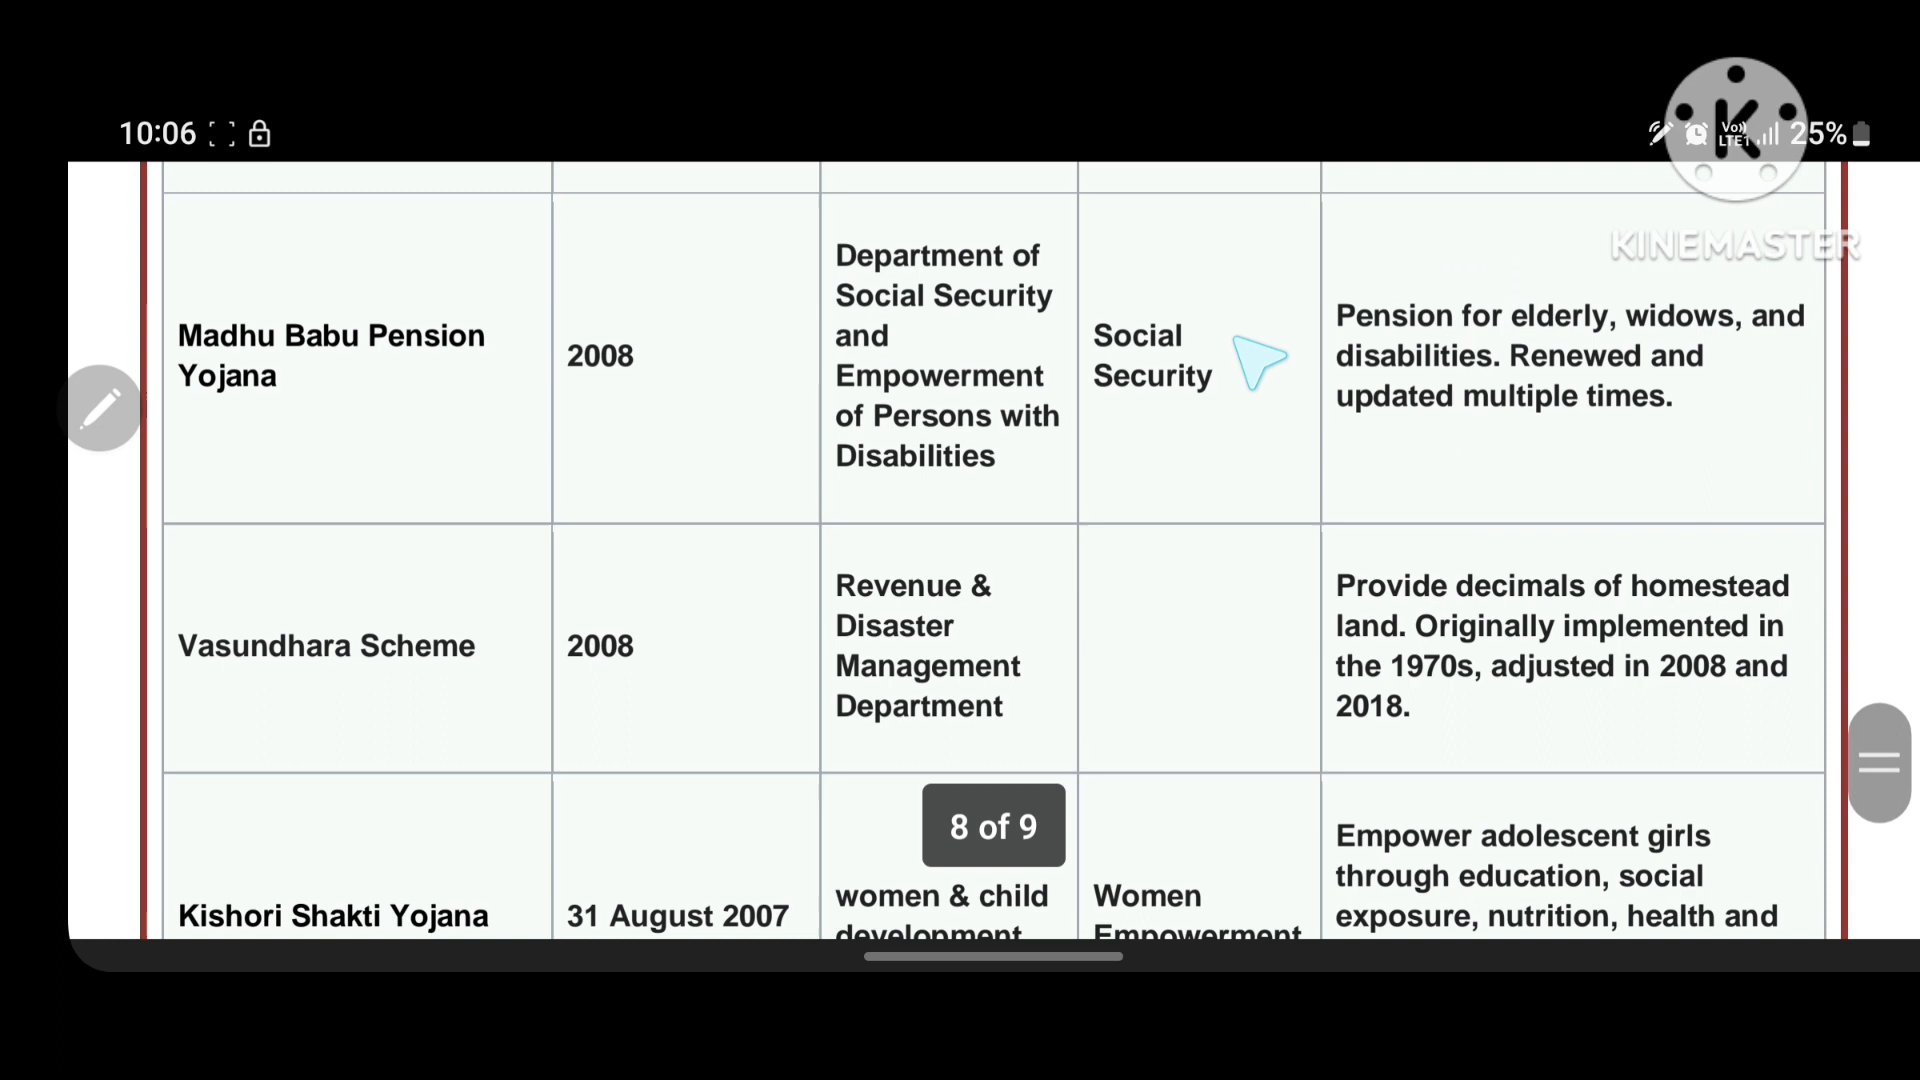 10:06
Vo))
LTE1
25%
K
KINEMASTER
Madhu Babu Pension
Yojana
2008
Department of
Social Security
and
Empowerment
of Persons with
Disabilities
Social
Security
Pension for elderly, widows, and
disabilities. Renewed and
updated multiple times.
Vasundhara Scheme
2008
Revenue &
Disaster
Management
Department
Provide decimals of homestead
land. Originally implemented in
the 1970s, adjusted in 2008 and
2018.
Kishori Shakti Yojana
31 August 2007
women & child
development
Women
Empowerment
Empower adolescent girls
through education, social
exposure, nutrition, health and
8 of 9